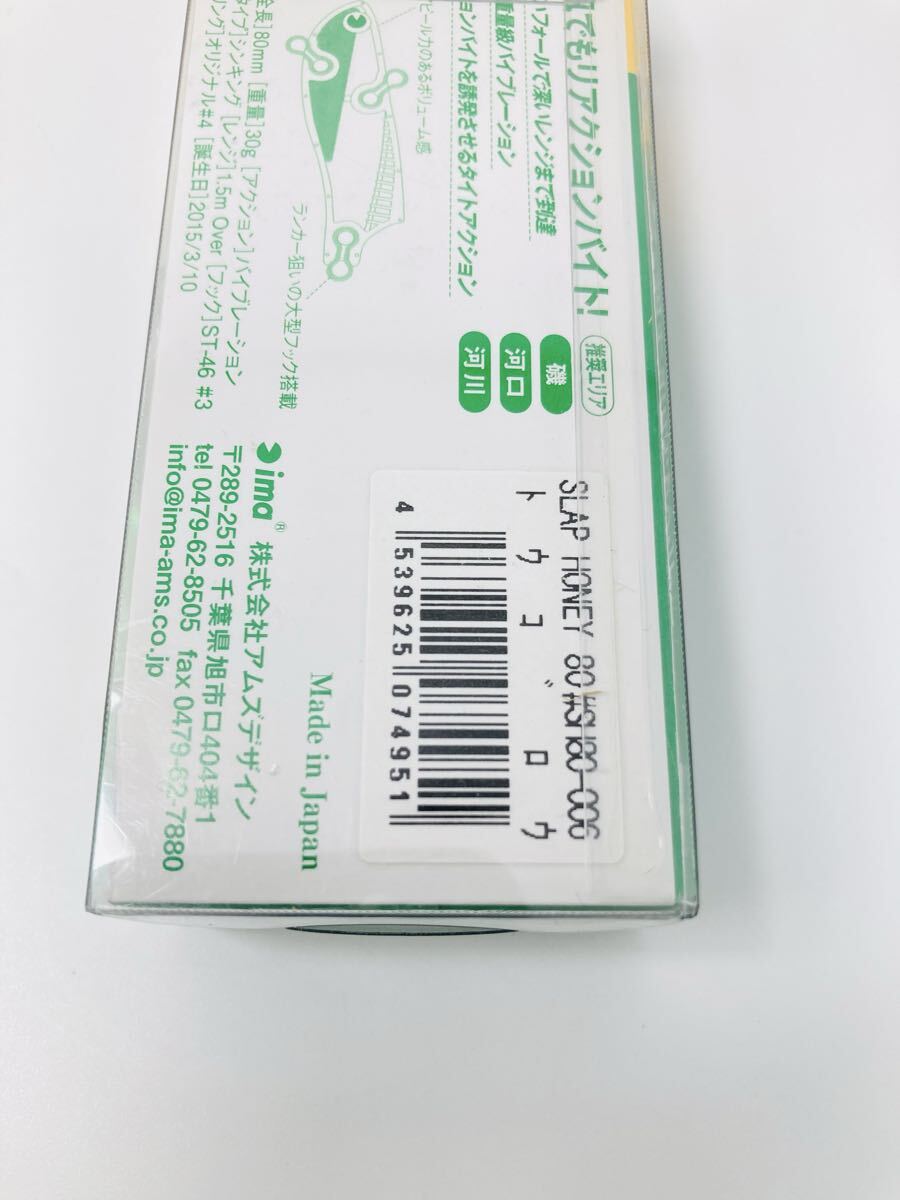 でもリアクションバイト!
フォールで深いレンジまで到達
重量級バイブレーション
ョンバイトを誘発させるタイトアクション
ピール力のあるボリューム感
ランカー狙いの大型フック搭載
全長]80mm [重量]30g [アクション]バイブレーション
タイプ]シンキング [レンジ]1.5m Over [フック]ST-46 #3
リング]オリジナル#4 [誕生日]2015/3/10
推奨エリア
磯
河口
河川
SLAP HONEY 80 #SH80-006
トウゴロウ
4 539625 074951
Made in Japan
ima® 株式会社アムズデザイン
〒289-2516 千葉県旭市ロ404番1
tel 0479-62-8505 fax 0479-62-7880
info@ima-ams.co.jp